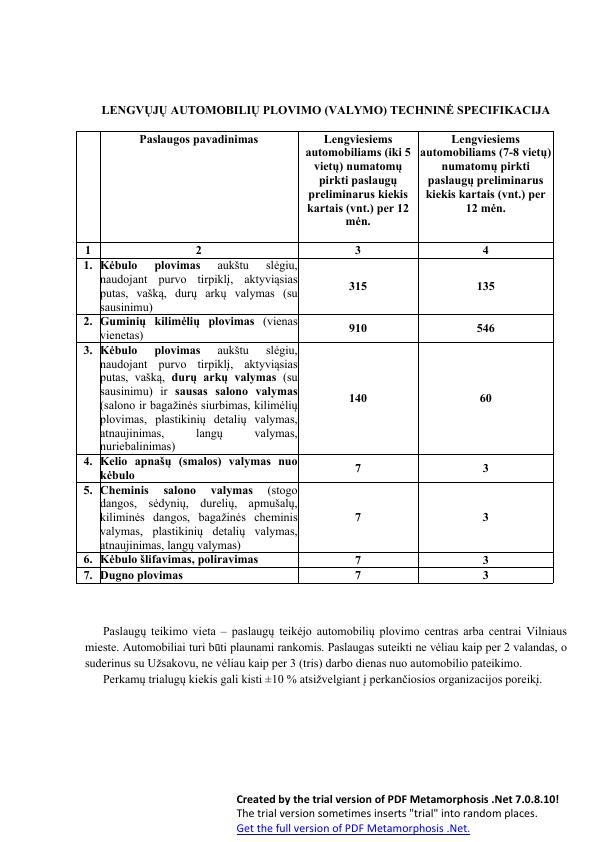 LENGVŲJŲ AUTOMOBILIŲ PLOVIMO (VALYMO) TECHNINĖ SPECIFIKACIJA
Paslaugos pavadinimas
Lengviesiems
automobiliams (iki 5
vietų) numatomų
pirkti paslaugų
preliminarus kiekis
kartais (vnt.) per 12
mėn.
Lengviesiems
automobiliams (7-8 vietų)
numatomų pirkti
paslaugų preliminarus
kiekis kartais (vnt.) per
12 mėn.
1 2 3 4
1. Kėbulo plovimas aukštu slėgiu,
naudojant purvo tirpiklį, aktyviąsias
putas, vašką, durų arkų valymas (su
sausinimu)
315 135
2. Guminių kilimėlių plovimas (vienas
vienetas)
910 546
3. Kėbulo plovimas aukštu slėgiu,
naudojant purvo tirpiklį, aktyviąsias
putas, vašką, durų arkų valymas (su
sausinimu) ir sausas salono valymas
(salono ir bagažinės siurbimas, kilimėlių
plovimas, plastikinių detalių valymas,
atnaujinimas, langų valymas,
nuriebalinimas)
140 60
4. Kelio apnašų (smalos) valymas nuo
kėbulo
7 3
5. Cheminis salono valymas (stogo
dangos, sėdynių, durelių, apmušalų,
kiliminės dangos, bagažinės cheminis
valymas, plastikinių detalių valymas,
atnaujinimas, langų valymas)
7 3
6. Kėbulo šlifavimas, poliravimas 7 3
7. Dugno plovimas 7 3
Paslaugų teikimo vieta – paslaugų teikėjo automobilių plovimo centras arba centrai Vilniaus
mieste. Automobiliai turi būti plaunami rankomis. Paslaugas suteikti ne vėliau kaip per 2 valandas, o
suderinus su Užsakovu, ne vėliau kaip per 3 (tris) darbo dienas nuo automobilio pateikimo.
Perkamų trialugų kiekis gali kisti ±10 % atsižvelgiant į perkančiosios organizacijos poreikį.
Created by the trial version of PDF Metamorphosis .Net 7.0.8.10!
The trial version sometimes inserts "trial" into random places.
Get the full version of PDF Metamorphosis .Net.